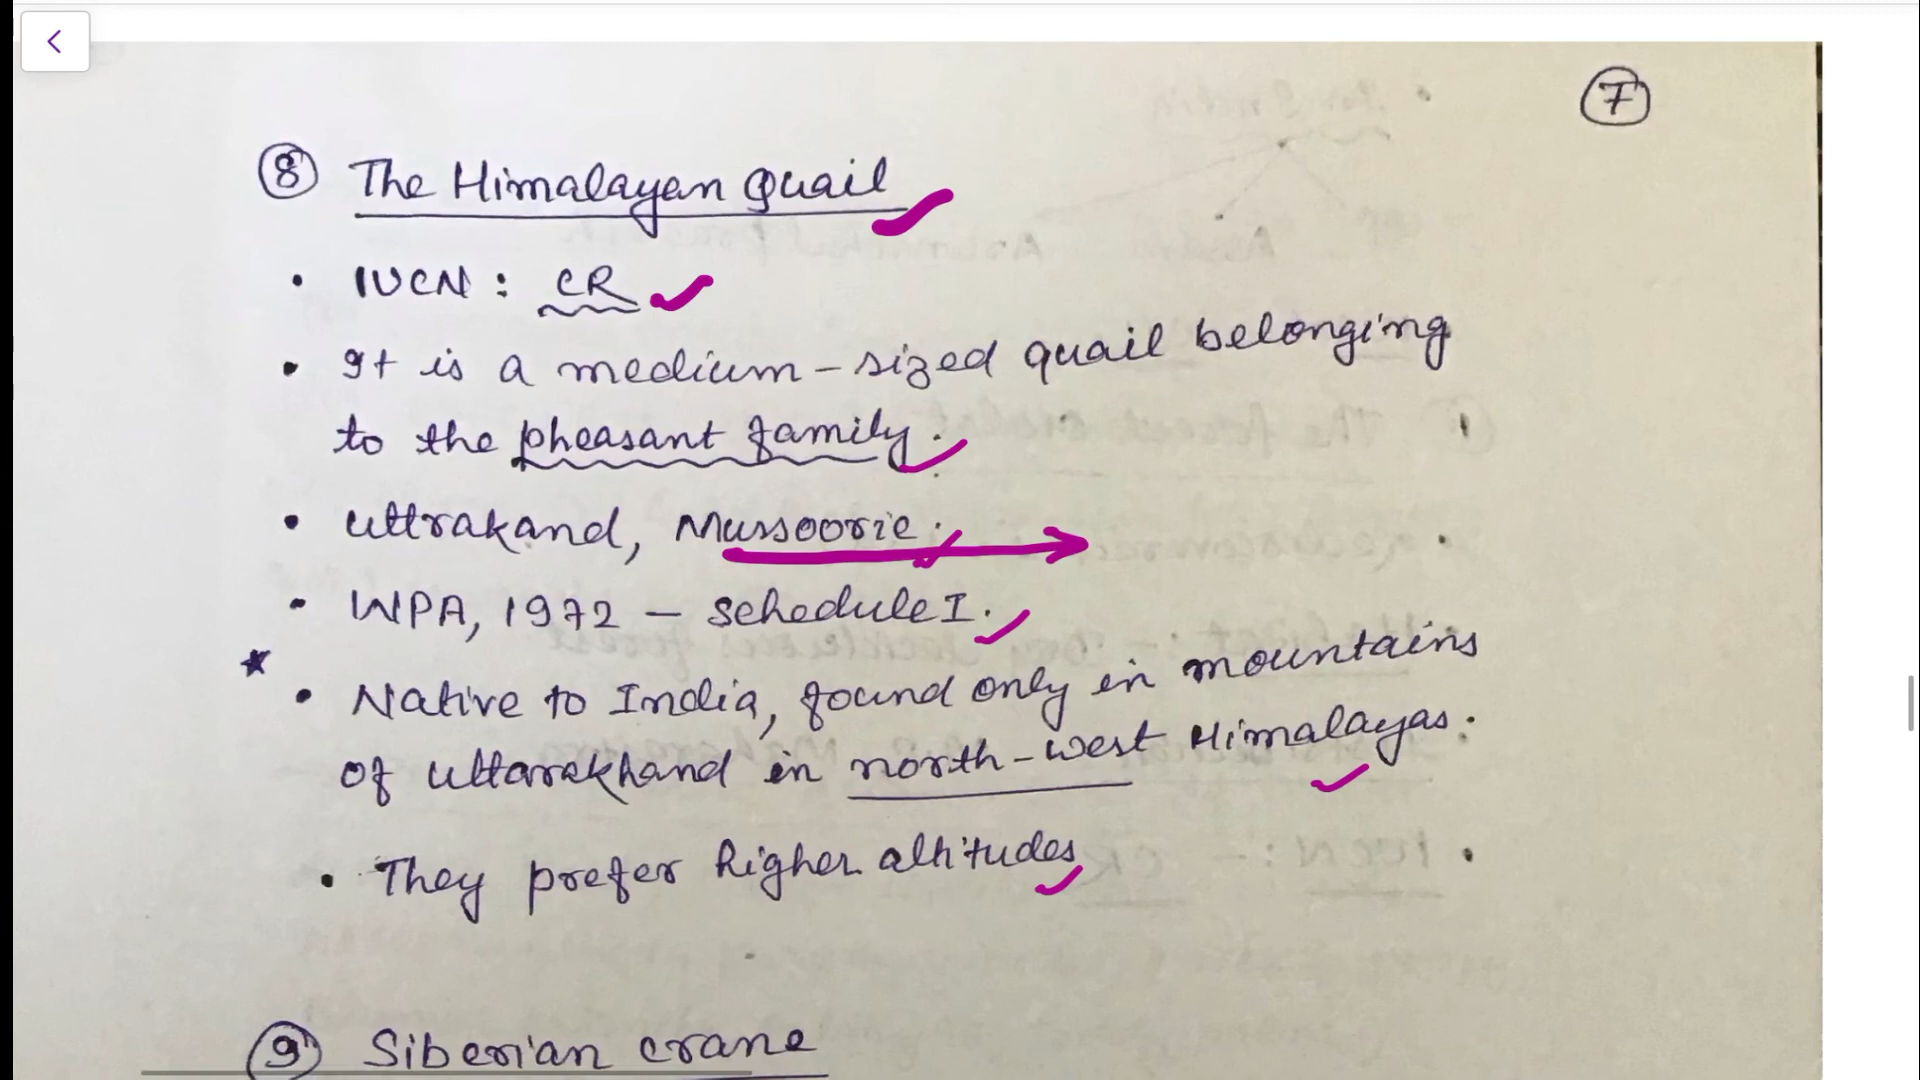 7
8 The Himalayan Quail
• IUCN : CR
• It is a medium-sized quail belonging
to the pheasant family.
• Uttrakand, Mussoorie.
• WPA, 1972 – Schedule I.
• Native to India, found only in mountains
of Uttarakhand in north-west Himalayas.
• They prefer higher altitudes
9 Siberian crane